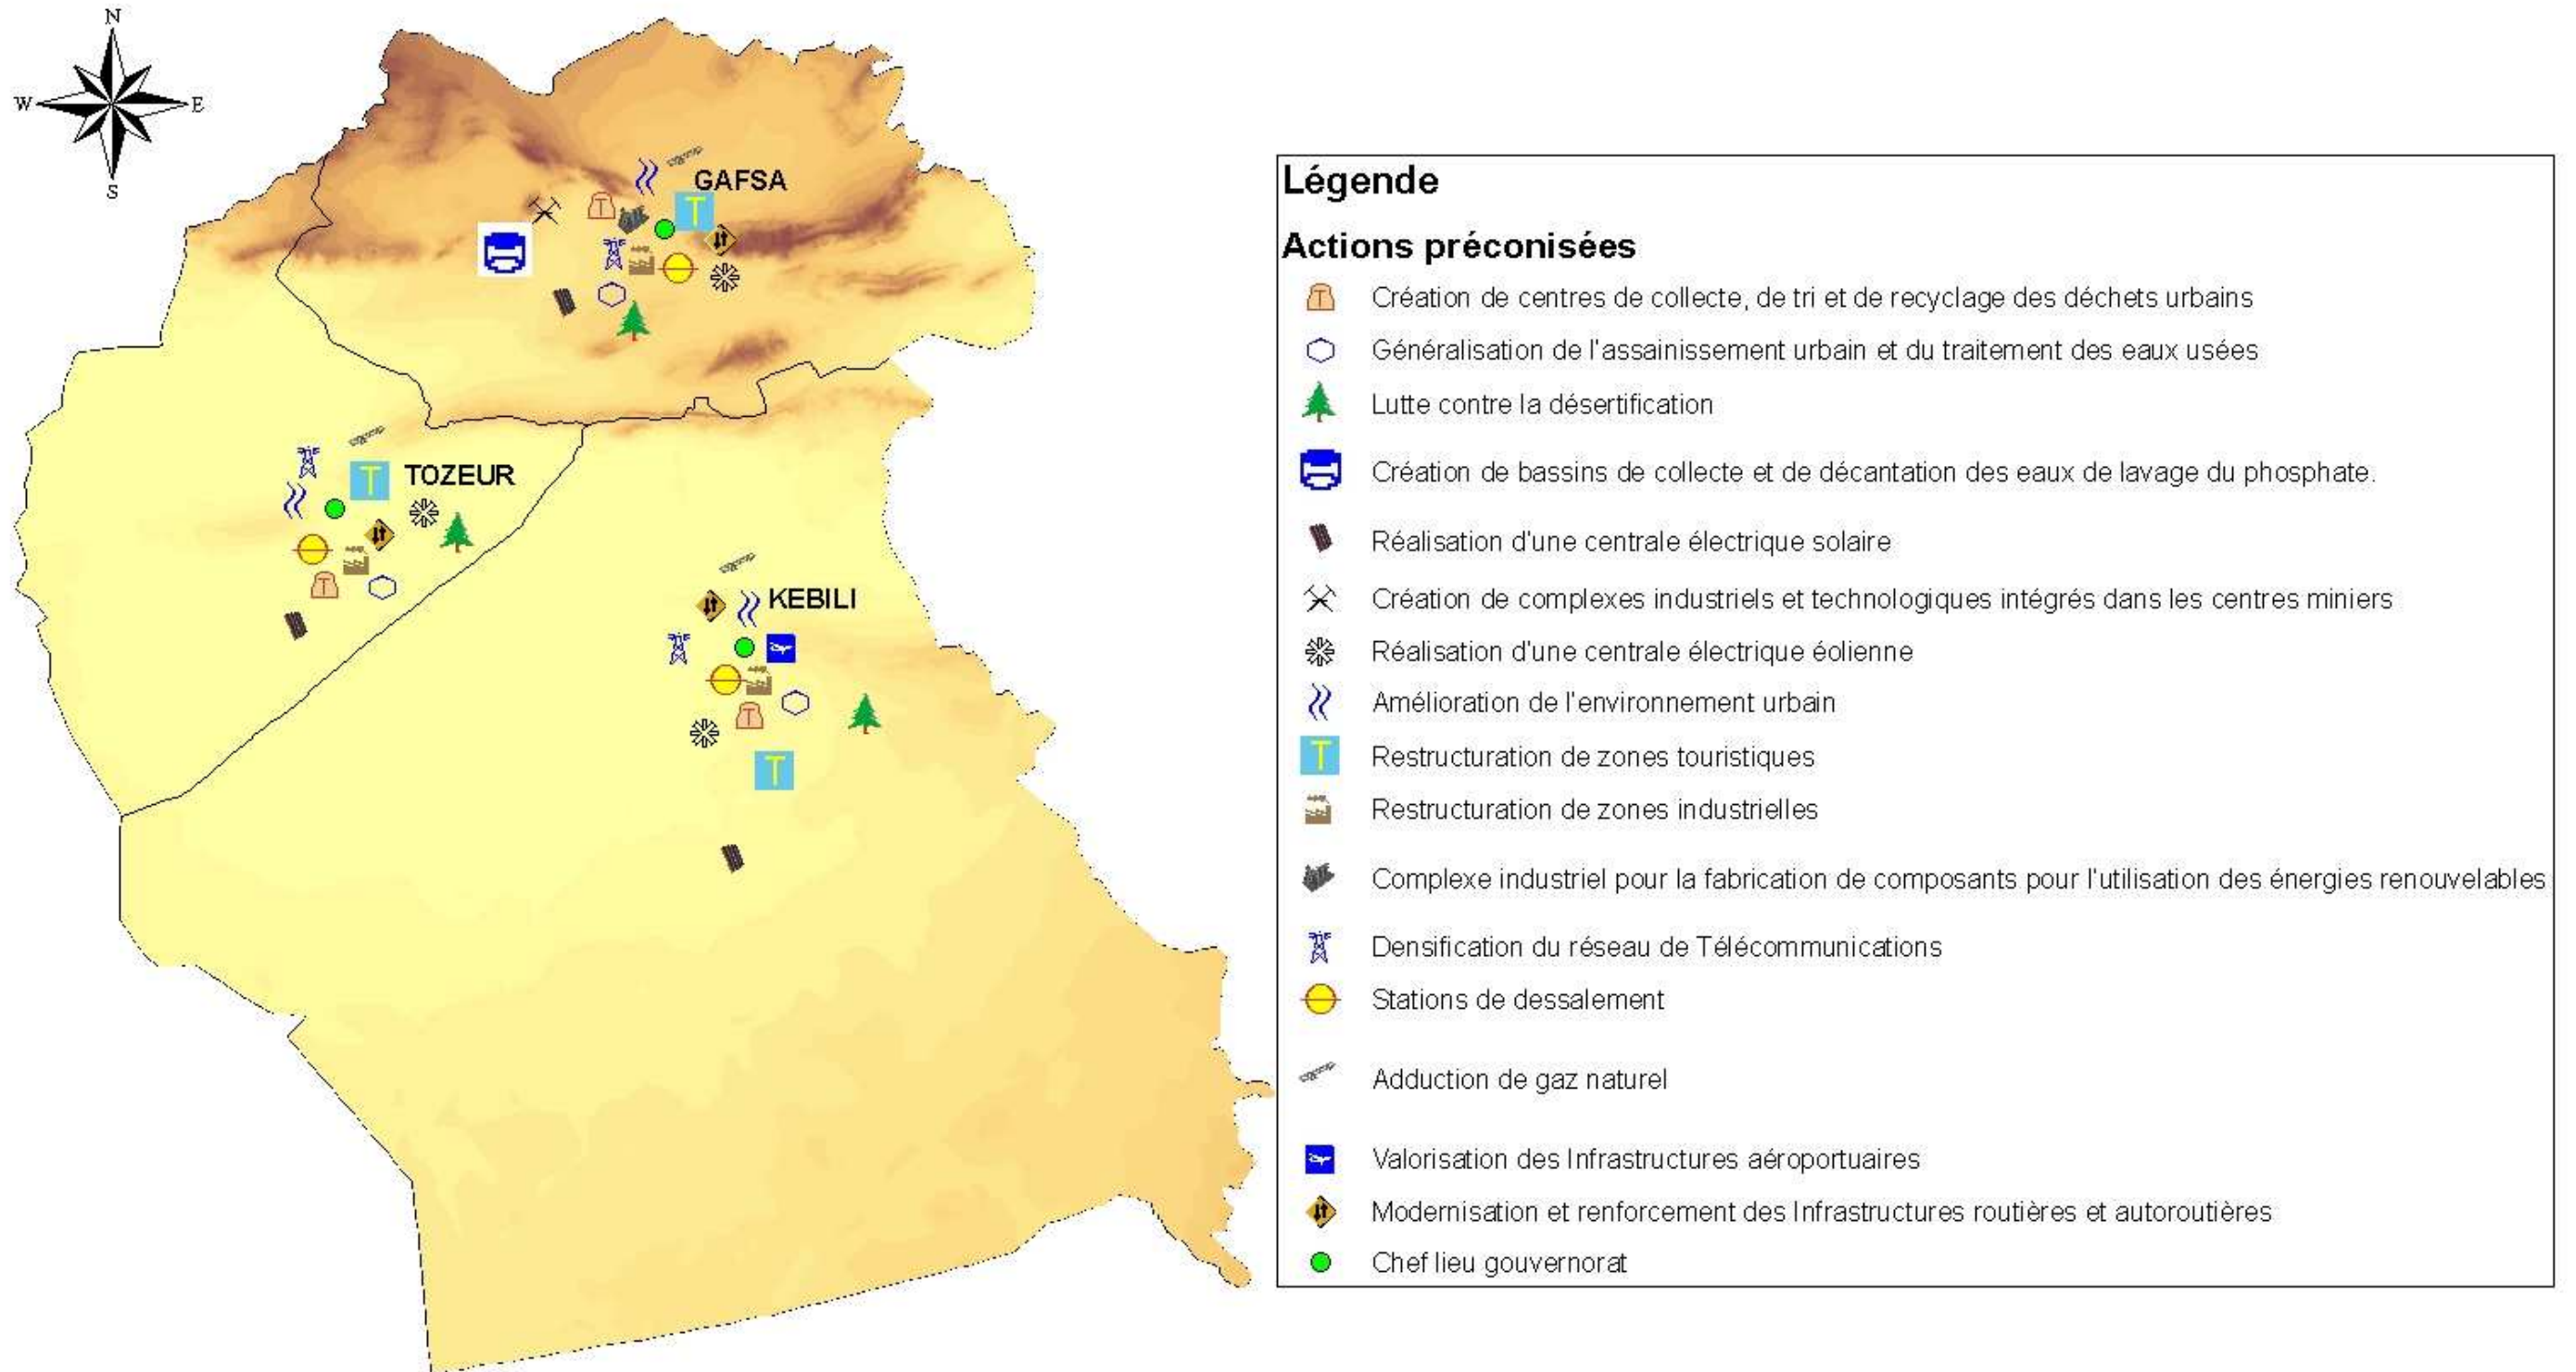 N
W
E
S
GAFSA
T
T
TOZEUR
T
T
KEBILI
T
T
Légende
Actions préconisées
T Création de centres de collecte, de tri et de recyclage des déchets urbains
Généralisation de l'assainissement urbain et du traitement des eaux usées
Lutte contre la désertification
Création de bassins de collecte et de décantation des eaux de lavage du phosphate.
Réalisation d'une centrale électrique solaire
Création de complexes industriels et technologiques intégrés dans les centres miniers
Réalisation d'une centrale électrique éolienne
Amélioration de l'environnement urbain
T Restructuration de zones touristiques
Restructuration de zones industrielles
Complexe industriel pour la fabrication de composants pour l'utilisation des énergies renouvelables
Densification du réseau de Télécommunications
Stations de dessalement
Adduction de gaz naturel
Valorisation des Infrastructures aéroportuaires
Modernisation et renforcement des Infrastructures routières et autoroutières
Chef lieu gouvernorat